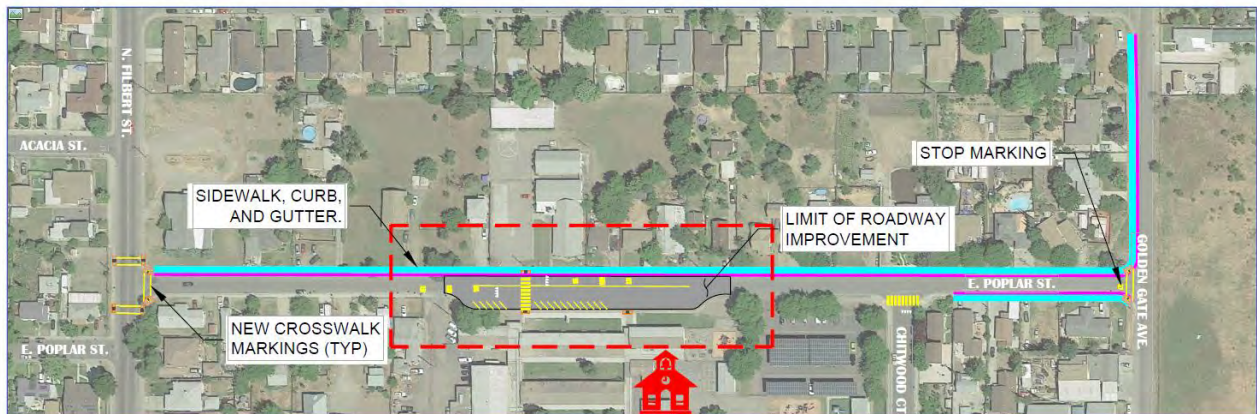 N. FILBERT ST.
ACACIA ST.
SIDEWALK, CURB,
AND GUTTER.
STOP MARKING
LIMIT OF ROADWAY
IMPROVEMENT
GOLDEN GATE AVE.
E. POPLAR ST.
NEW CROSSWALK
MARKINGS (TYP)
E. POPLAR ST.
CHITWOOD CT